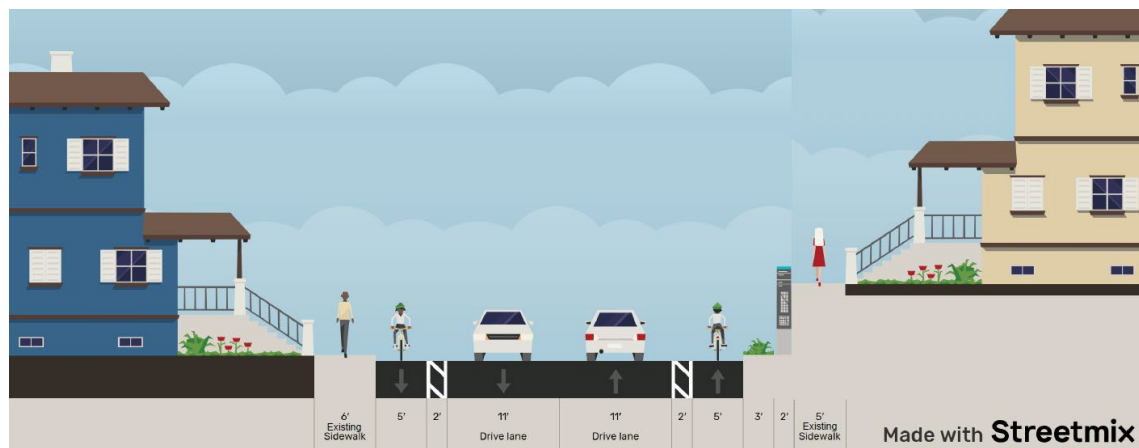 6' 5' 2' 11' 11' 2' 5' 3' 2' 5'
Existing Existing
Sidewalk Drive lane Drive lane Sidewalk
Made with Streetmix